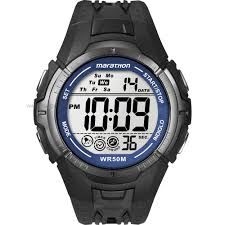 marathon
SET
START/STOP
Su Mo
Tu We Th
Fr Sa
14
DATE
PM
10:09
36
SEC
MODE
INDIGLO
WR50M